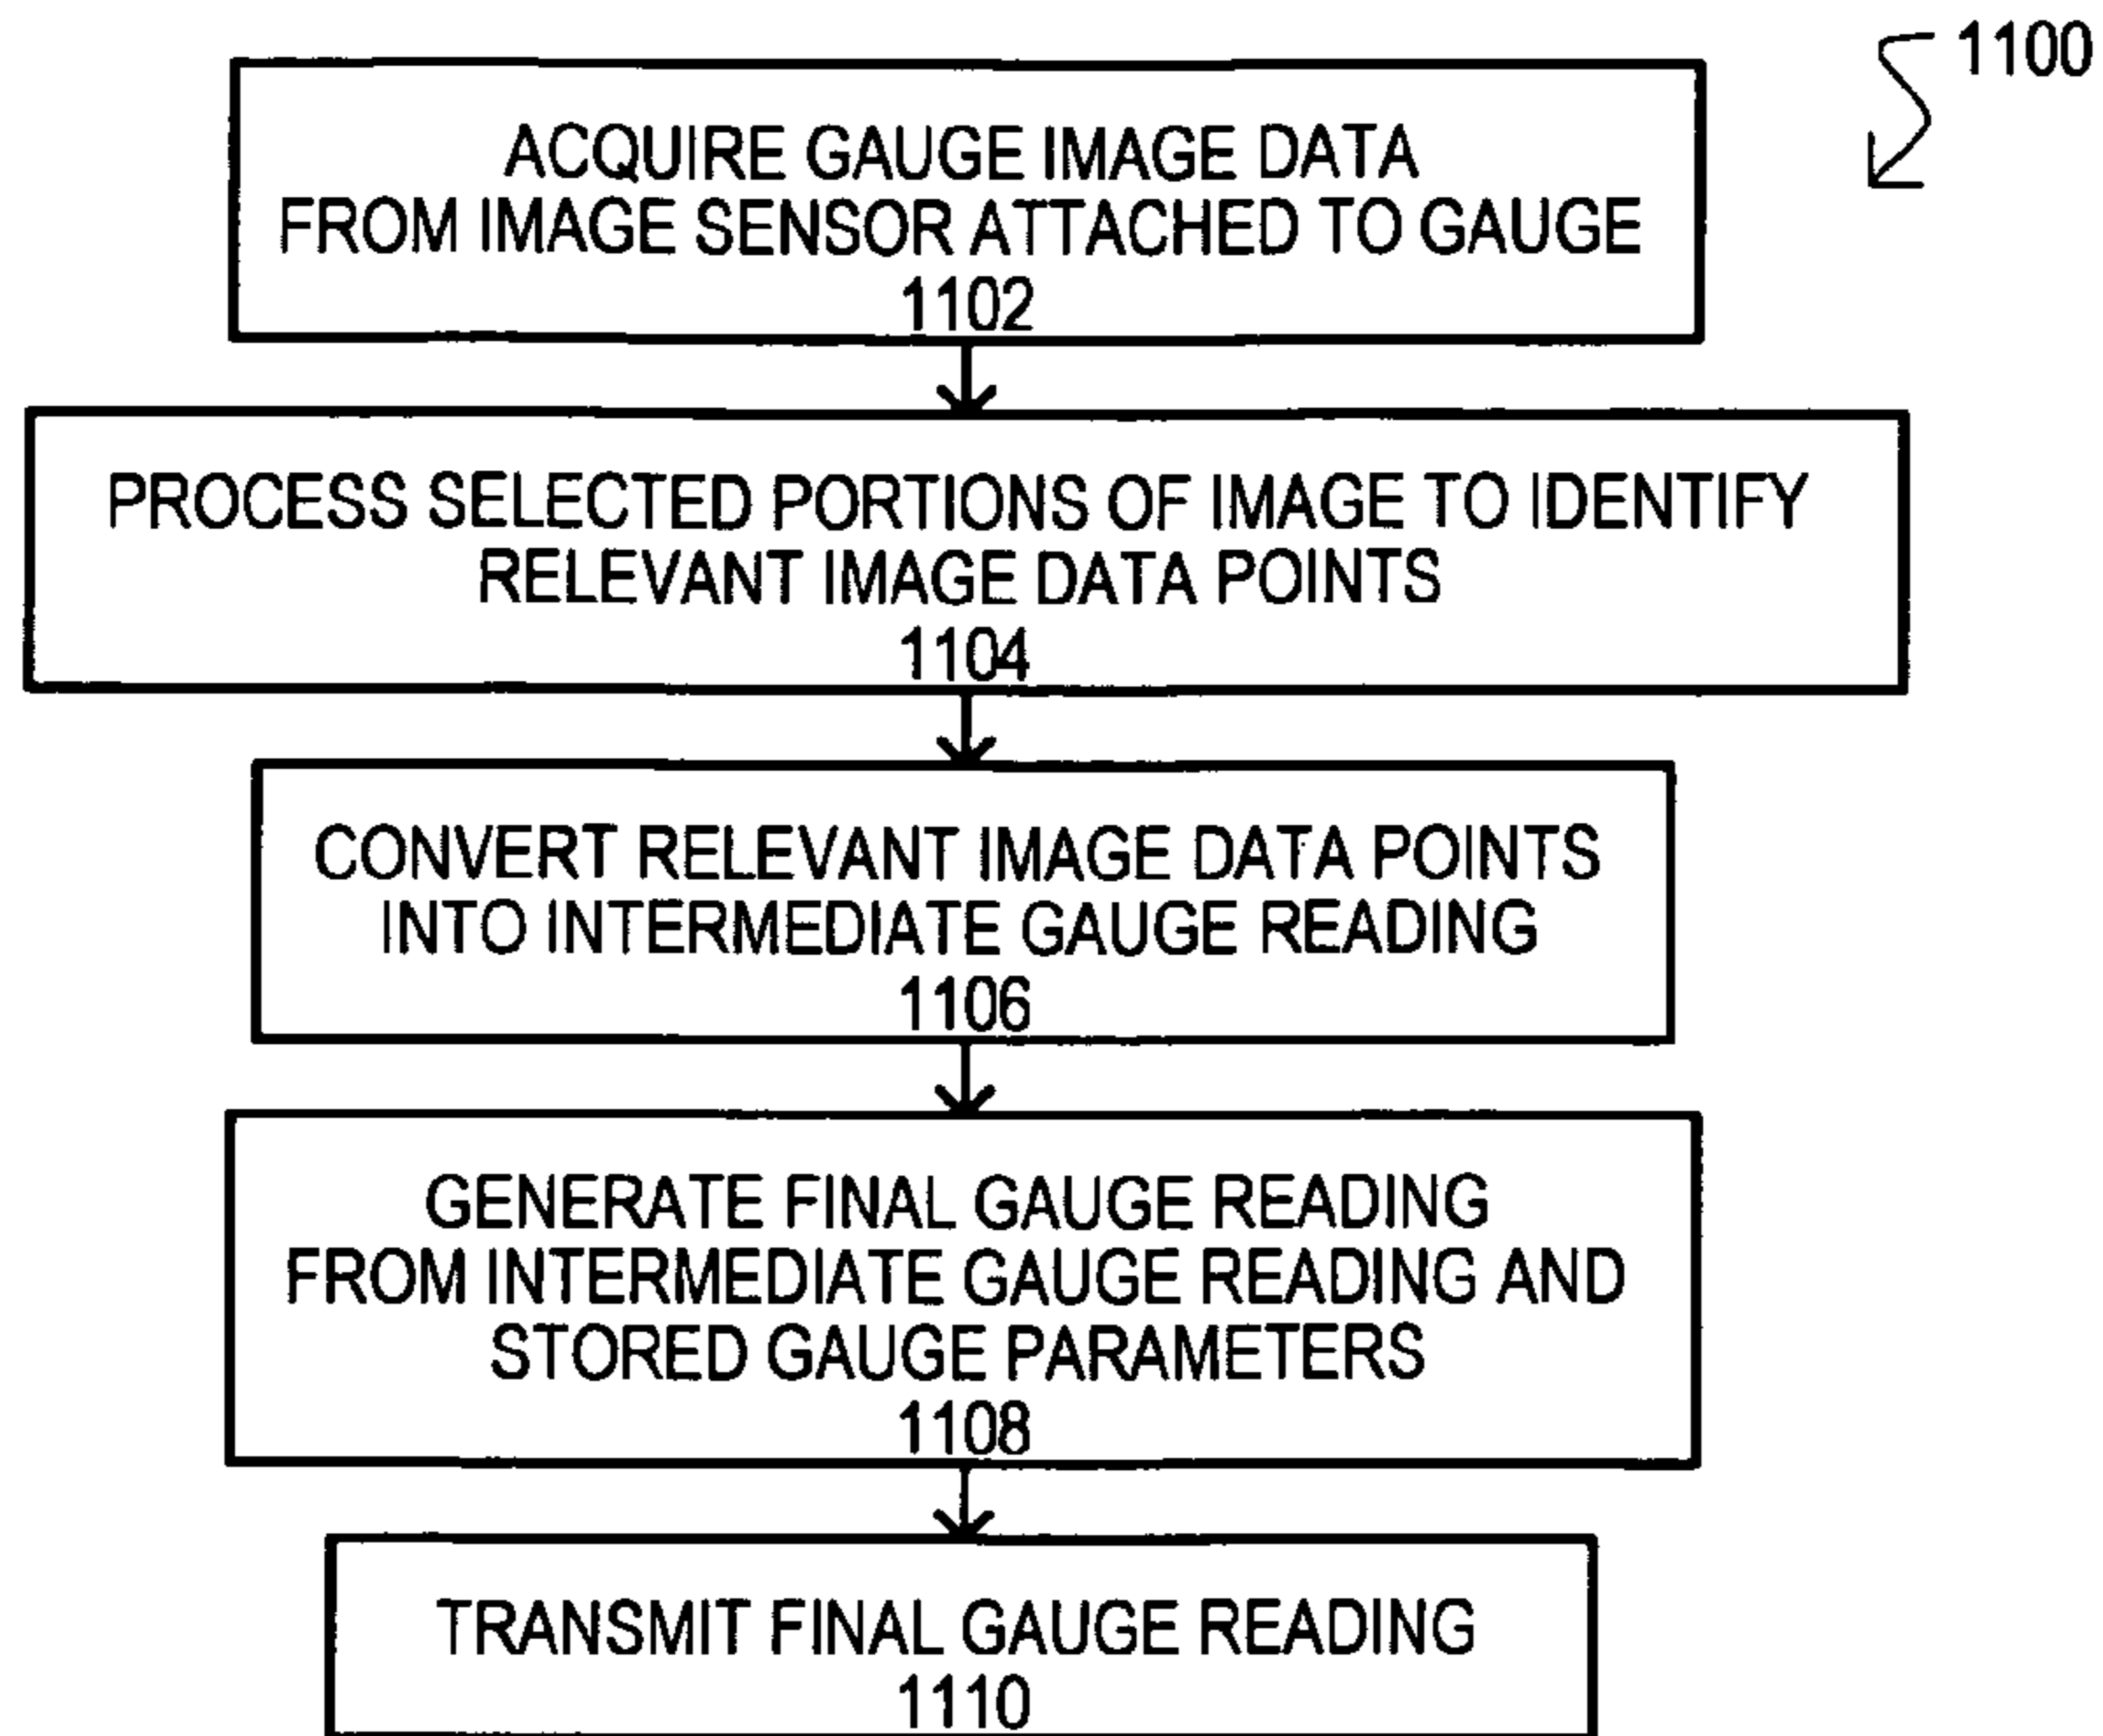 1100
ACQUIRE GAUGE IMAGE DATA
FROM IMAGE SENSOR ATTACHED TO GAUGE
1102
PROCESS SELECTED PORTIONS OF IMAGE TO IDENTIFY
RELEVANT IMAGE DATA POINTS
1104
CONVERT RELEVANT IMAGE DATA POINTS
INTO INTERMEDIATE GAUGE READING
1106
GENERATE FINAL GAUGE READING
FROM INTERMEDIATE GAUGE READING AND
STORED GAUGE PARAMETERS
1108
TRANSMIT FINAL GAUGE READING
1110